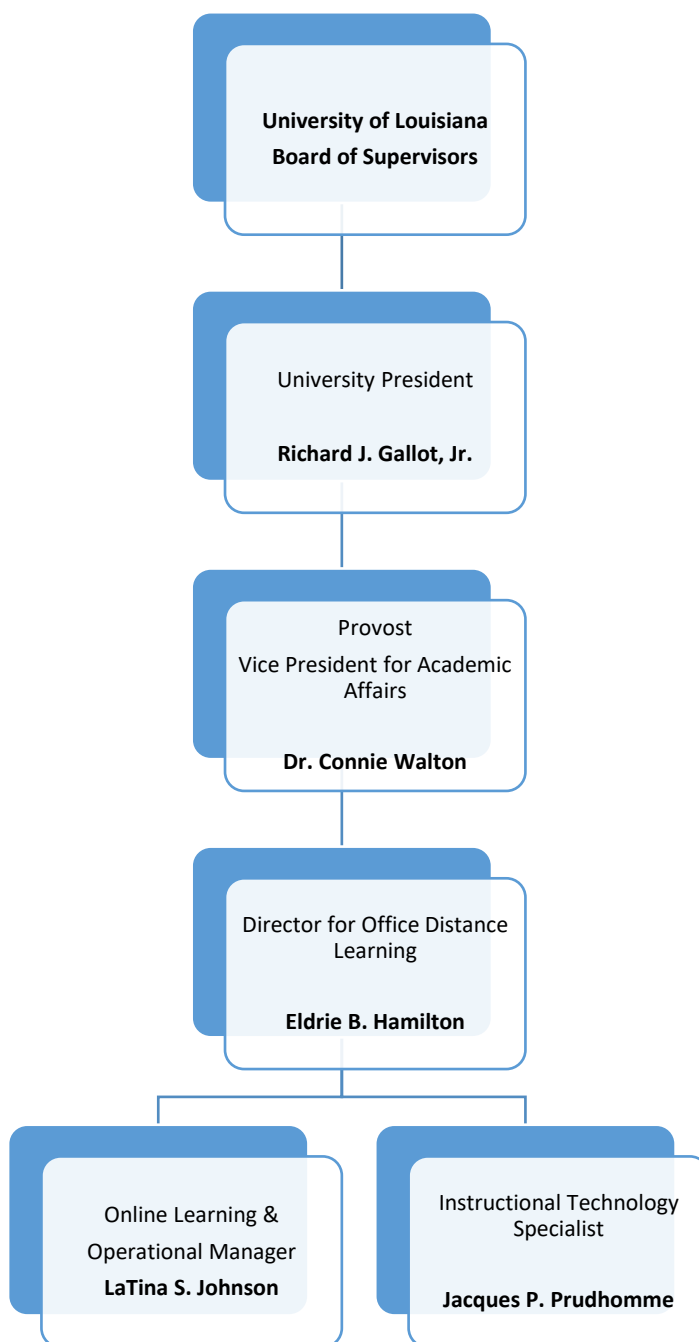 University of Louisiana
Board of Supervisors
University President
Richard J. Gallot, Jr.
Provost
Vice President for Academic
Affairs
Dr. Connie Walton
Director for Office Distance
Learning
Eldrie B. Hamilton
Online Learning &
Operational Manager
LaTina S. Johnson
Instructional Technology
Specialist
Jacques P. Prudhomme